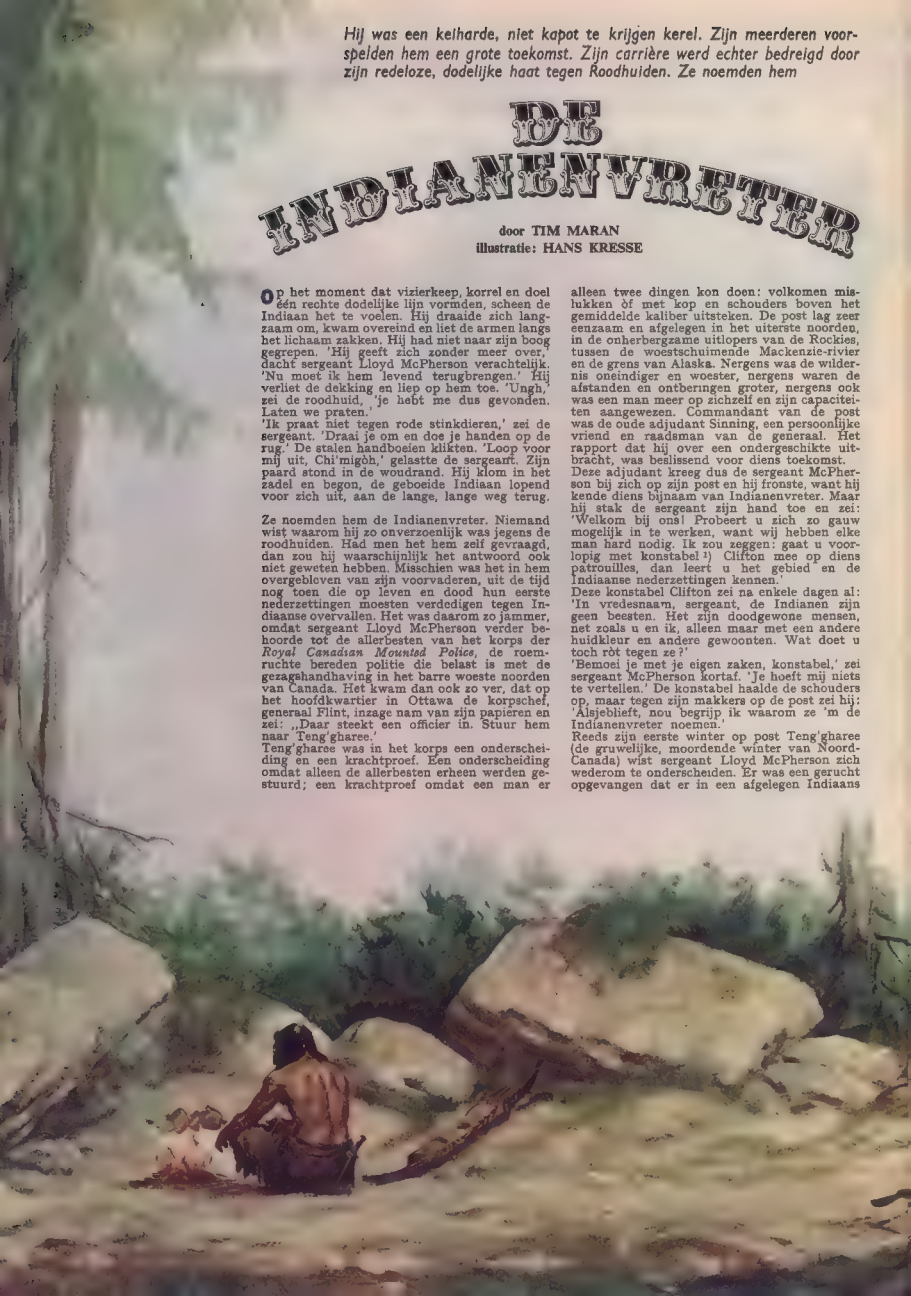 Hij was een keiharde, niet kapot te krijgen kerel. Zijn meerderen voor-
spelden hem een grote toekomst. Zijn carrière werd echter bedreigd door
zijn redeloze, dodelijke haat tegen Roodhuiden. Ze noemden hem
DE
INDIANENVRETER
door TIM MARAN
illustratie: HANS KRESSE
Op het moment dat vizierkeep, korrel en doel
één rechte dodelijke lijn vormden, scheen de
Indiaan het te voelen. Hij draaide zich lang-
zaam om, kwam overeind en liet de armen langs
het lichaam zakken. Hij had niet naar zijn boog
gegrepen. 'Hij geeft zich zonder meer over,'
dacht sergeant Lloyd McPherson verachtelijk.
'Nu moet ik hem levend terugbrengen.' Hij
verliet de dekking en liep op hem toe. 'Ungh,'
zei de roodhuid, 'je hebt me dus gevonden.
Laten we praten.'
'Ik praat niet tegen rode stinkdieren,' zei de
sergeant. 'Draai je om en doe je handen op de
rug.' De stalen handboeien klikten. 'Loop voor
mij uit, Chi'migòh,' gelastte de sergeant. Zijn
paard stond in de woudrand. Hij klom in het
zadel en begon, de geboeide Indiaan lopend
voor zich uit, aan de lange, lange weg terug.
Ze noemden hem de Indianenvreter. Niemand
wist waarom hij zo onverzoenlijk was jegens de
roodhuiden. Had men het hem zelf gevraagd,
dan zou hij waarschijnlijk het antwoord ook
niet geweten hebben. Misschien was het in hem
overgebleven van zijn voorvaderen, uit de tijd
nog toen die op leven en dood hun eerste
nederzettingen moesten verdedigen tegen In-
diaanse overvallen. Het was daarom zo jammer,
omdat sergeant Lloyd McPherson verder be-
hoorde tot de allerbesten van het korps der
Royal Canadian Mounted Police, de roem-
ruchte bereden politie die belast is met de
gezagshandhaving in het barre woeste noorden
van Canada. Het kwam dan ook zo ver, dat op
het hoofdkwartier in Ottawa de korpschef,
generaal Flint, inzage nam van zijn papieren en
zei: „Daar steekt een officier in. Stuur hem
naar Teng'gharee.'
Teng'gharee was in het korps een onderschei-
ding en een krachtproef. Een onderscheiding
omdat alleen de allerbesten erheen werden ge-
stuurd; een krachtproef omdat een man er
alleen twee dingen kon doen: volkomen mis-
lukken òf met kop en schouders boven het
gemiddelde kaliber uitsteken. De post lag zeer
eenzaam en afgelegen in het uiterste noorden,
in de onherbergzame uitlopers van de Rockies,
tussen de woestschuimende Mackenzie-rivier
en de grens van Alaska. Nergens was de wilder-
nis oneindiger en woester, nergens waren de
afstanden en ontberingen groter, nergens ook
was een man meer op zichzelf en zijn capacitei-
ten aangewezen. Commandant van de post
was de oude adjudant Sinning, een persoonlijke
vriend en raadsman van de generaal. Het
rapport dat hij over een ondergeschikte uit-
bracht, was beslissend voor diens toekomst.
Deze adjudant kreeg dus de sergeant McPher-
son bij zich op zijn post en hij fronste, want hij
kende diens bijnaam van Indianenvreter. Maar
hij stak de sergeant zijn hand toe en zei:
'Welkom bij ons! Probeert u zich zo gauw
mogelijk in te werken, want wij hebben elke
man hard nodig. Ik zou zeggen: gaat u voor-
lopig met konstabel ¹) Clifton mee op diens
patrouilles, dan leert u het gebied en de
Indiaanse nederzettingen kennen.'
Deze konstabel Clifton zei na enkele dagen al:
'In vredesnaam, sergeant, de Indianen zijn
geen beesten. Het zijn doodgewone mensen,
net zoals u en ik, alleen maar met een andere
huidkleur en andere gewoonten. Wat doet u
toch ròt tegen ze?'
'Bemoei je met je eigen zaken, konstabel,' zei
sergeant McPherson kortaf. 'Je hoeft mij niets
te vertellen.' De konstabel haalde de schouders
op, maar tegen zijn makkers op de post zei hij:
'Alsjeblieft, nou begrijp ik waarom ze 'm de
Indianenvreter noemen.'
Reeds zijn eerste winter op post Teng'gharee
(de gruwelijke, moordende winter van Noord-
Canada) wist sergeant Lloyd McPherson zich
wederom te onderscheiden. Er was een gerucht
opgevangen dat er in een afgelegen Indiaans